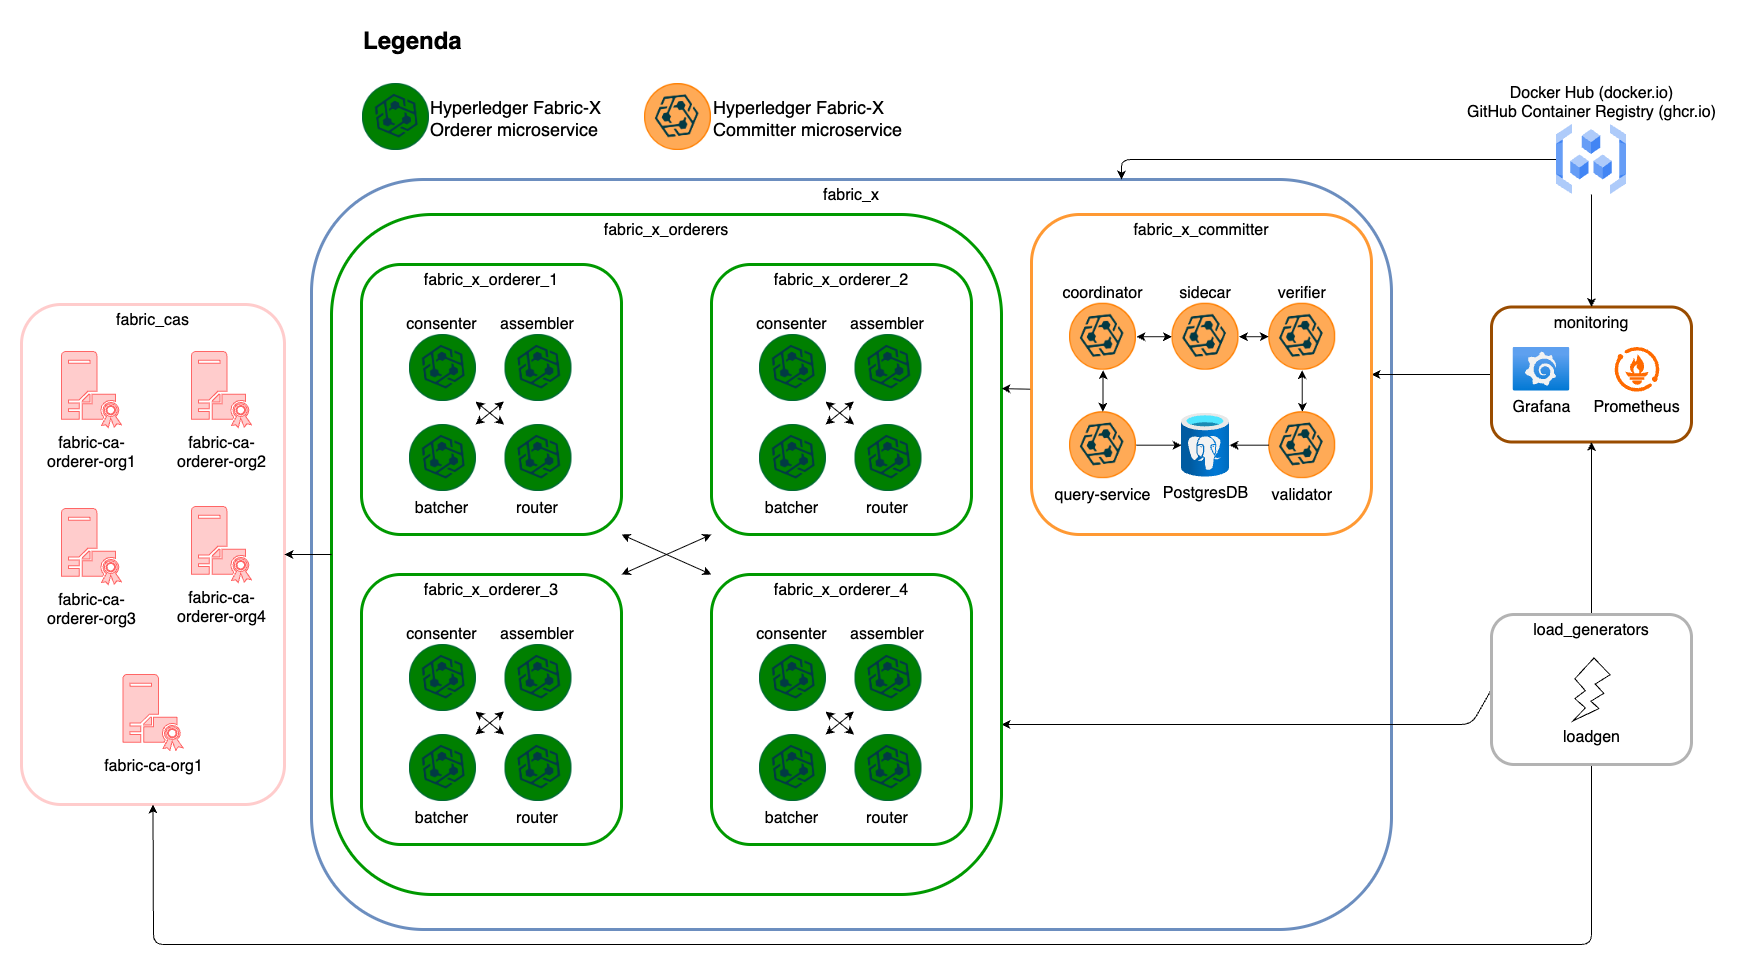 Legenda
Hyperledger Fabric-X
Orderer microservice
Hyperledger Fabric-X
Committer microservice
Docker Hub (docker.io)
GitHub Container Registry (ghcr.io)
fabric_x
fabric_x_orderers
fabric_x_orderer_1
consenter
assembler
batcher
router
fabric_x_orderer_2
consenter
assembler
batcher
router
fabric_x_orderer_3
consenter
assembler
batcher
router
fabric_x_orderer_4
consenter
assembler
batcher
router
fabric_x_committer
coordinator
sidecar
verifier
query-service
PostgresDB
validator
fabric_cas
fabric-ca-
orderer-org1
fabric-ca-
orderer-org2
fabric-ca-
orderer-org3
fabric-ca-
orderer-org4
fabric-ca-org1
monitoring
Grafana
Prometheus
load_generators
loadgen